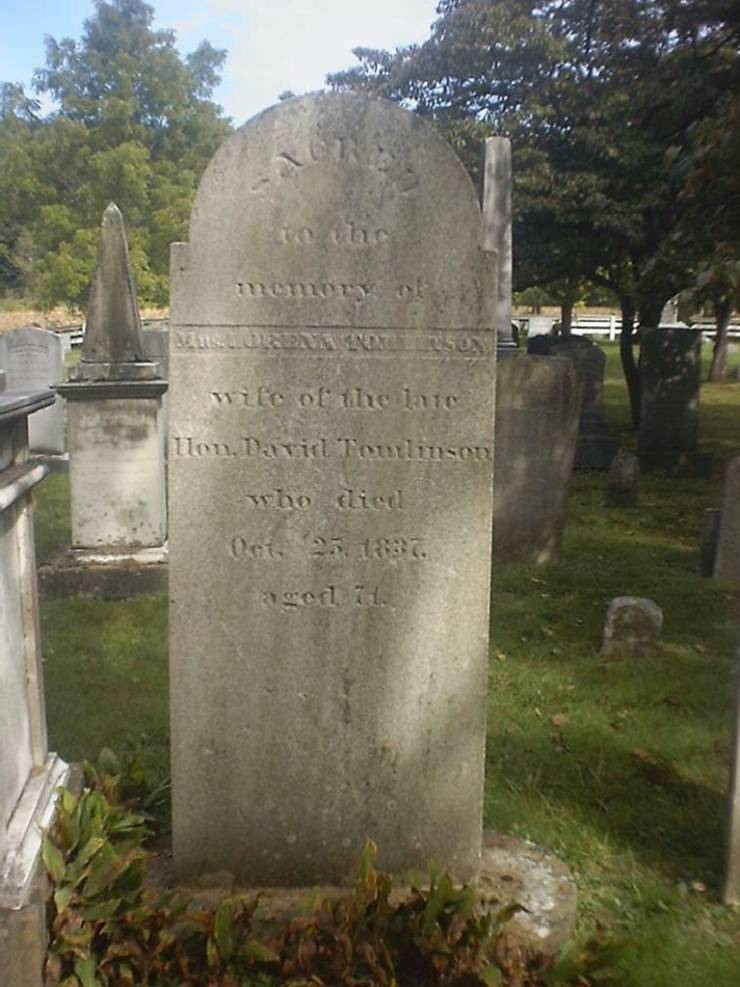 SACRED
to the
memory of
Mrs. LORENA TOMLINSON
wife of the late
Hon. David Tomlinson
who died
Oct. 25, 1837.
aged 71.